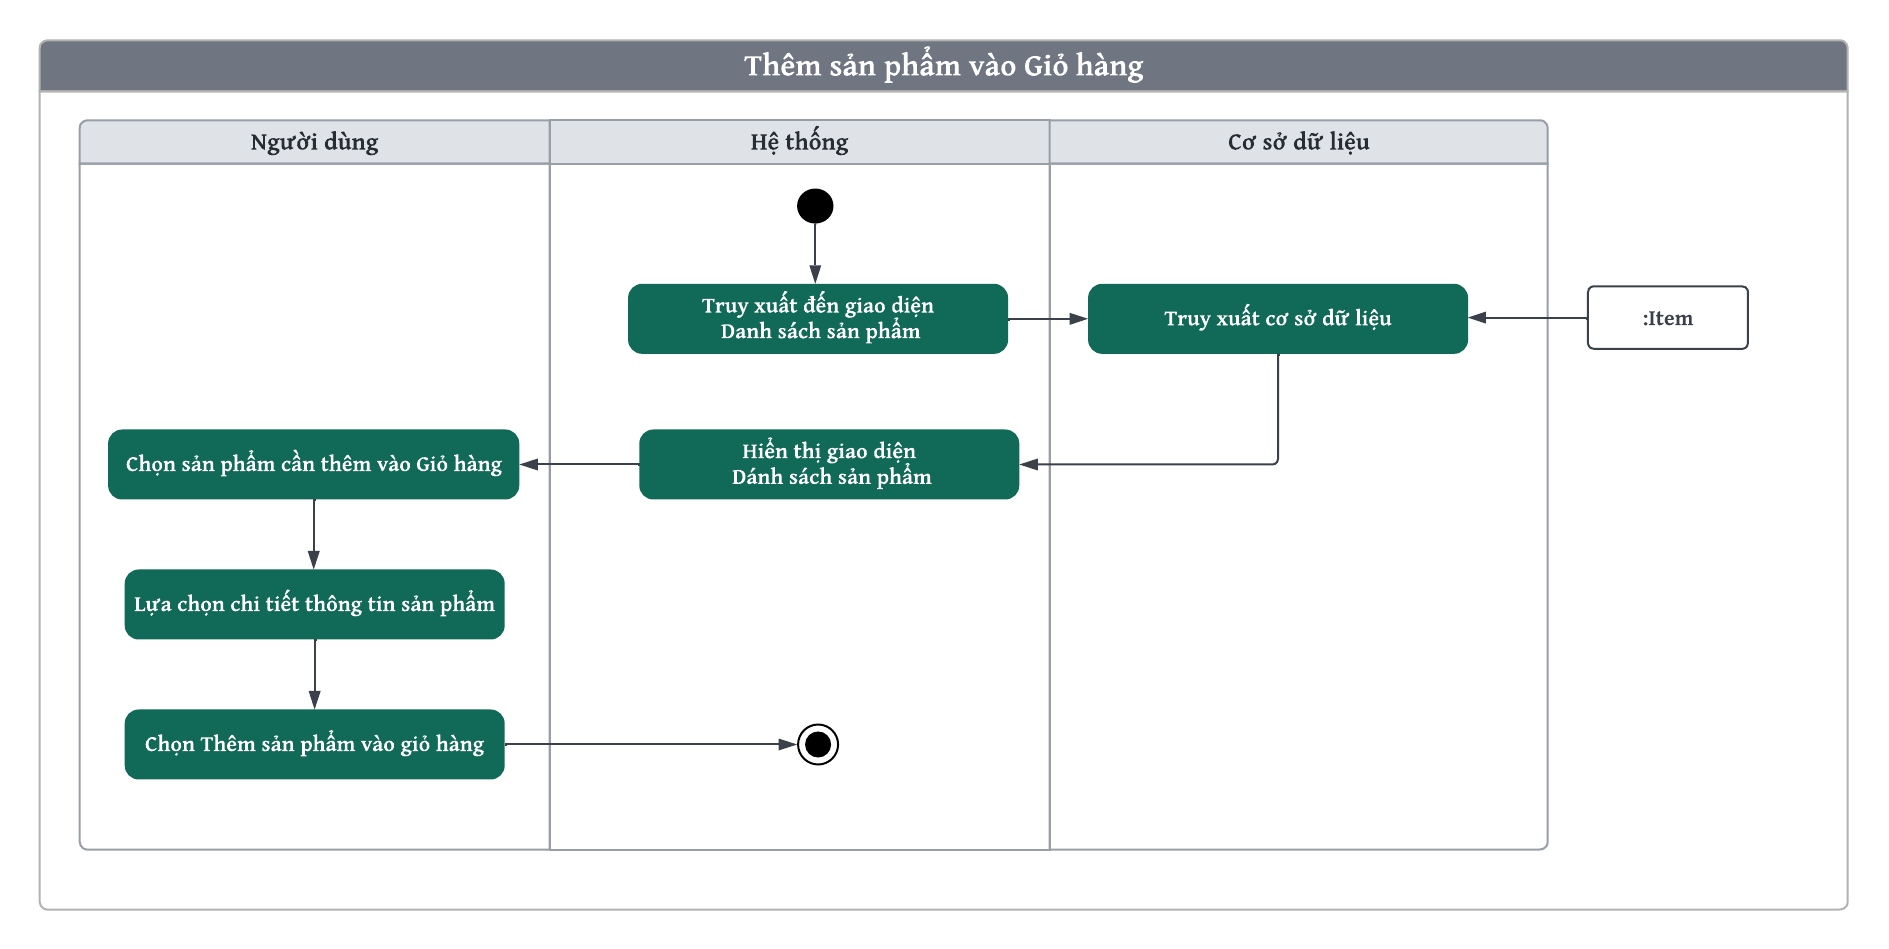 Thêm sản phẩm vào Giỏ hàng
Người dùng
Hệ thống
Cơ sở dữ liệu
Truy xuất đến giao diện
Danh sách sản phẩm
Truy xuất cơ sở dữ liệu
:Item
Chọn sản phẩm cần thêm vào Giỏ hàng
Hiển thị giao diện
Dánh sách sản phẩm
Lựa chọn chi tiết thông tin sản phẩm
Chọn Thêm sản phẩm vào giỏ hàng